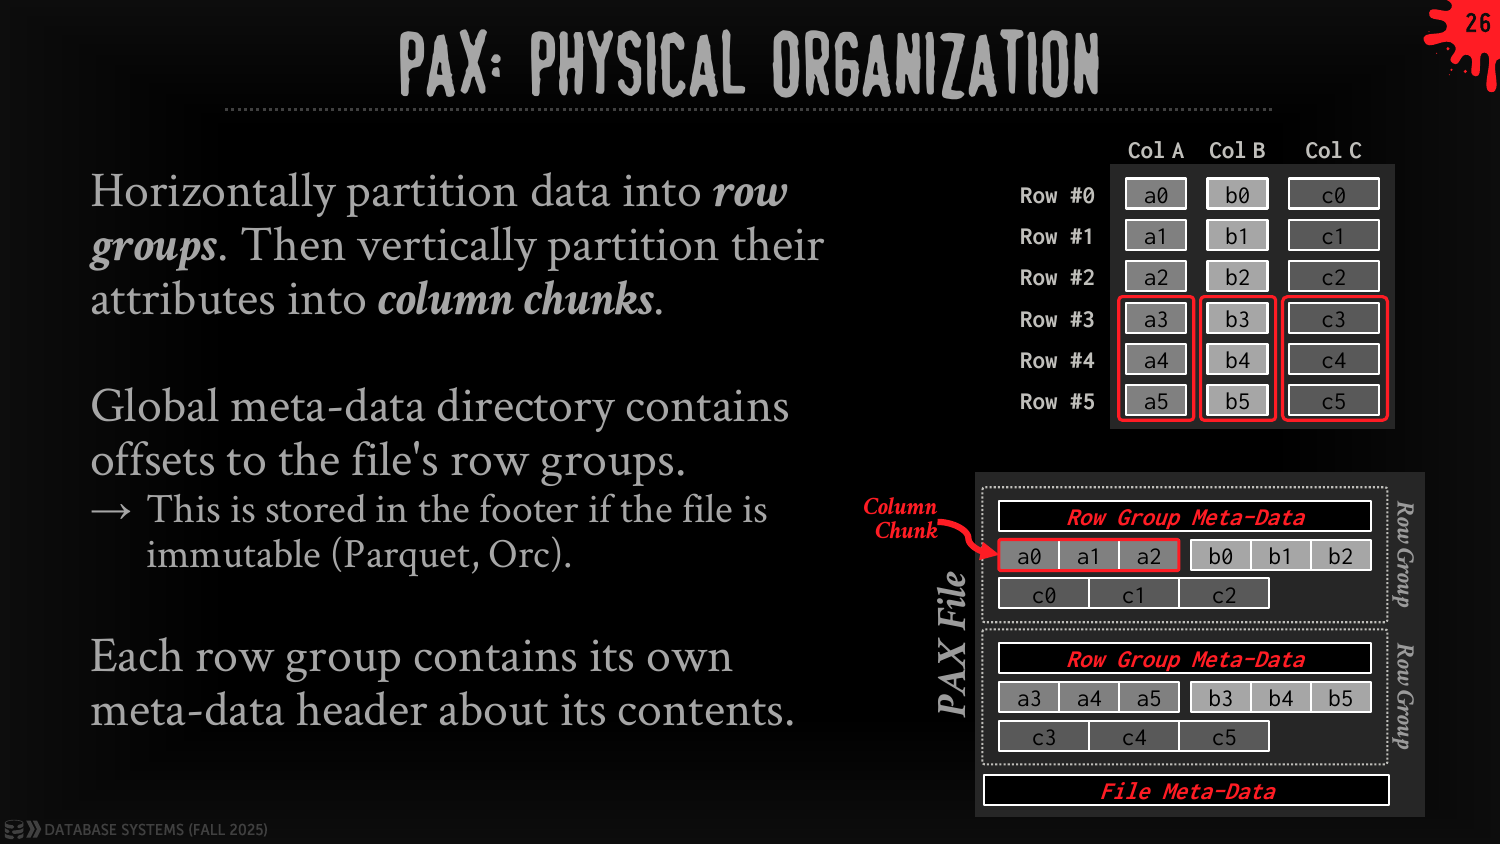 26
PAX: PHYSICAL ORGANIZATION
Horizontally partition data into row
groups. Then vertically partition their
attributes into column chunks.
Global meta-data directory contains
offsets to the file's row groups.
→ This is stored in the footer if the file is
immutable (Parquet, Orc).
Each row group contains its own
meta-data header about its contents.
Col A Col B Col C
Row #0 a0 b0 c0
Row #1 a1 b1 c1
Row #2 a2 b2 c2
Row #3 a3 b3 c3
Row #4 a4 b4 c4
Row #5 a5 b5 c5
Column
Chunk
PAX File
Row Group Meta-Data
a0 a1 a2 b0 b1 b2
c0 c1 c2
Row Group
Row Group Meta-Data
a3 a4 a5 b3 b4 b5
c3 c4 c5
Row Group
File Meta-Data
DATABASE SYSTEMS (FALL 2025)